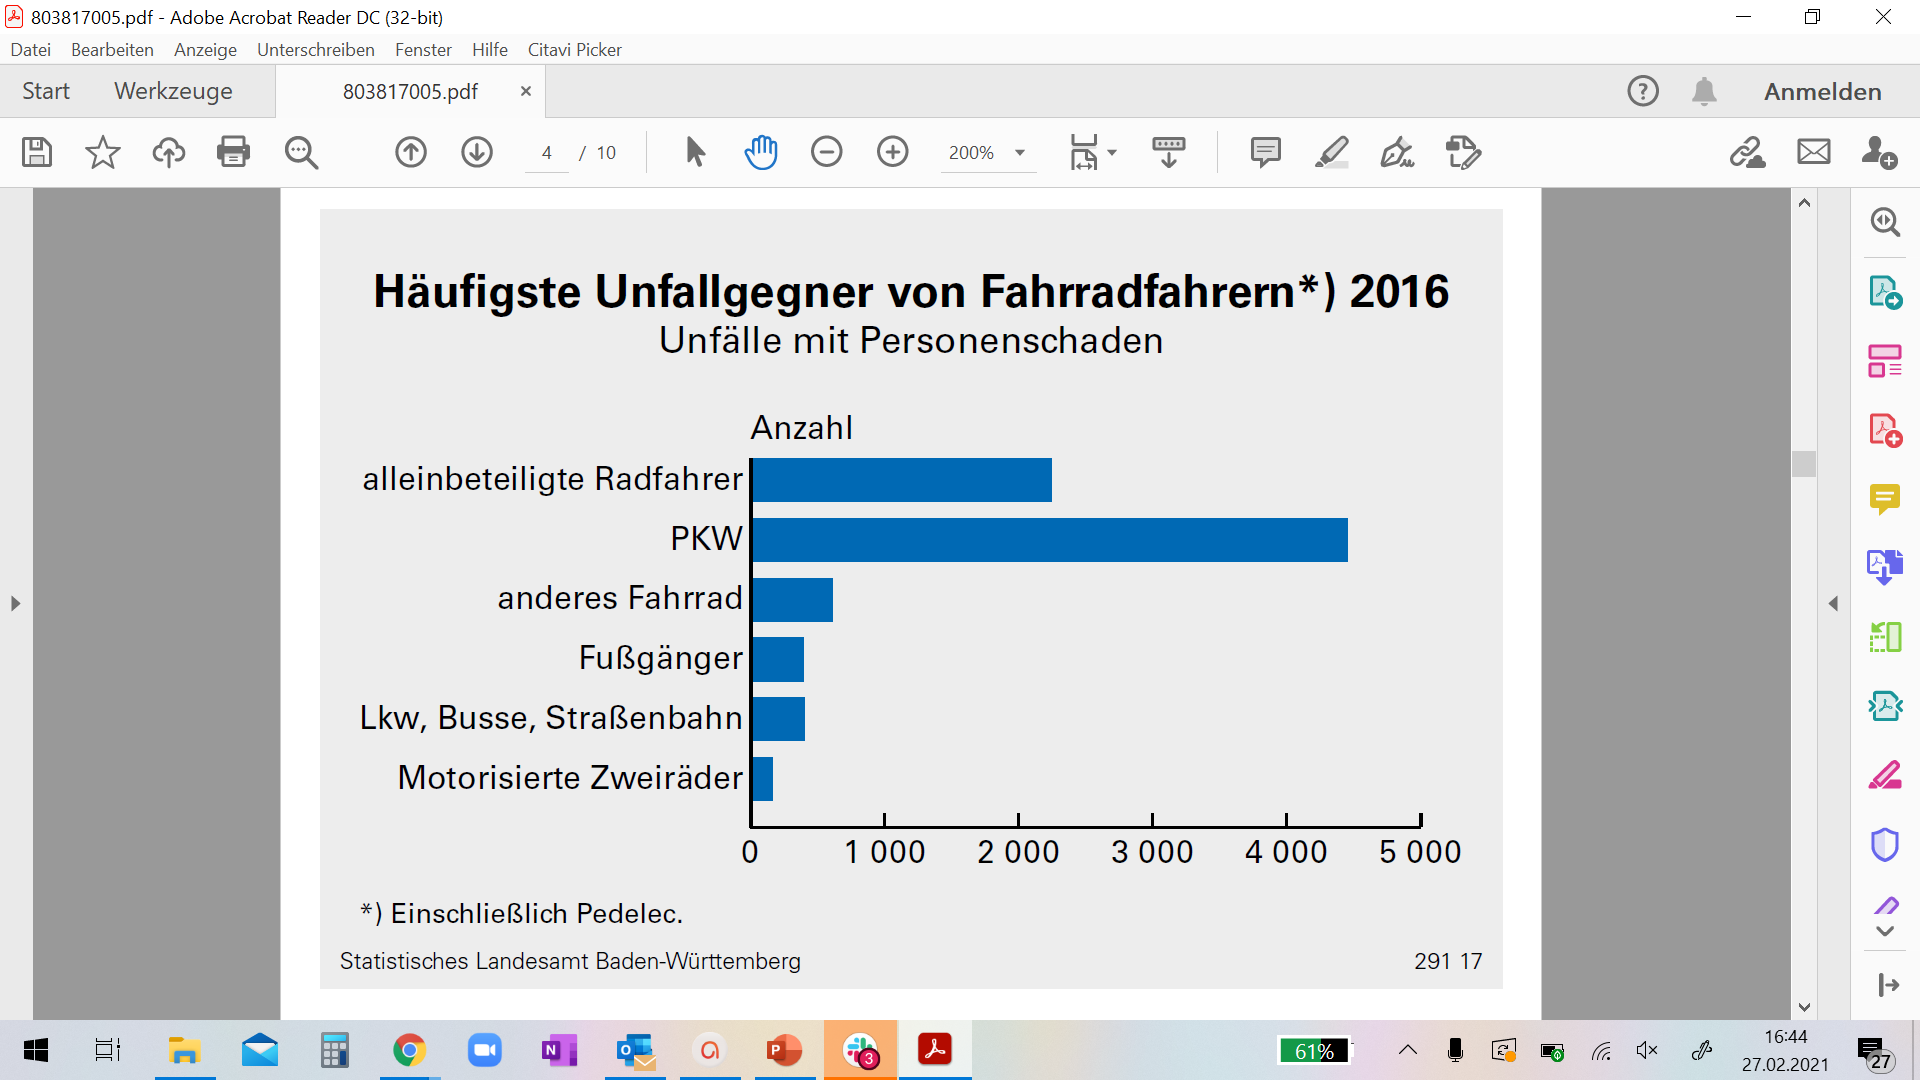 803817005.pdf - Adobe Acrobat Reader DC (32-bit)
Datei Bearbeiten Anzeige Unterschreiben Fenster Hilfe Citavi Picker
Start Werkzeuge 803817005.pdf Anmelden
4 / 10 200%
Häufigste Unfallgegner von Fahrradfahrern*) 2016
Unfälle mit Personenschaden
Anzahl
alleinbeteiligte Radfahrer
PKW
anderes Fahrrad
Fußgänger
Lkw, Busse, Straßenbahn
Motorisierte Zweiräder
0 1 000 2 000 3 000 4 000 5 000
*) Einschließlich Pedelec.
Statistisches Landesamt Baden-Württemberg 291 17
61% 16:44
27.02.2021
3
27